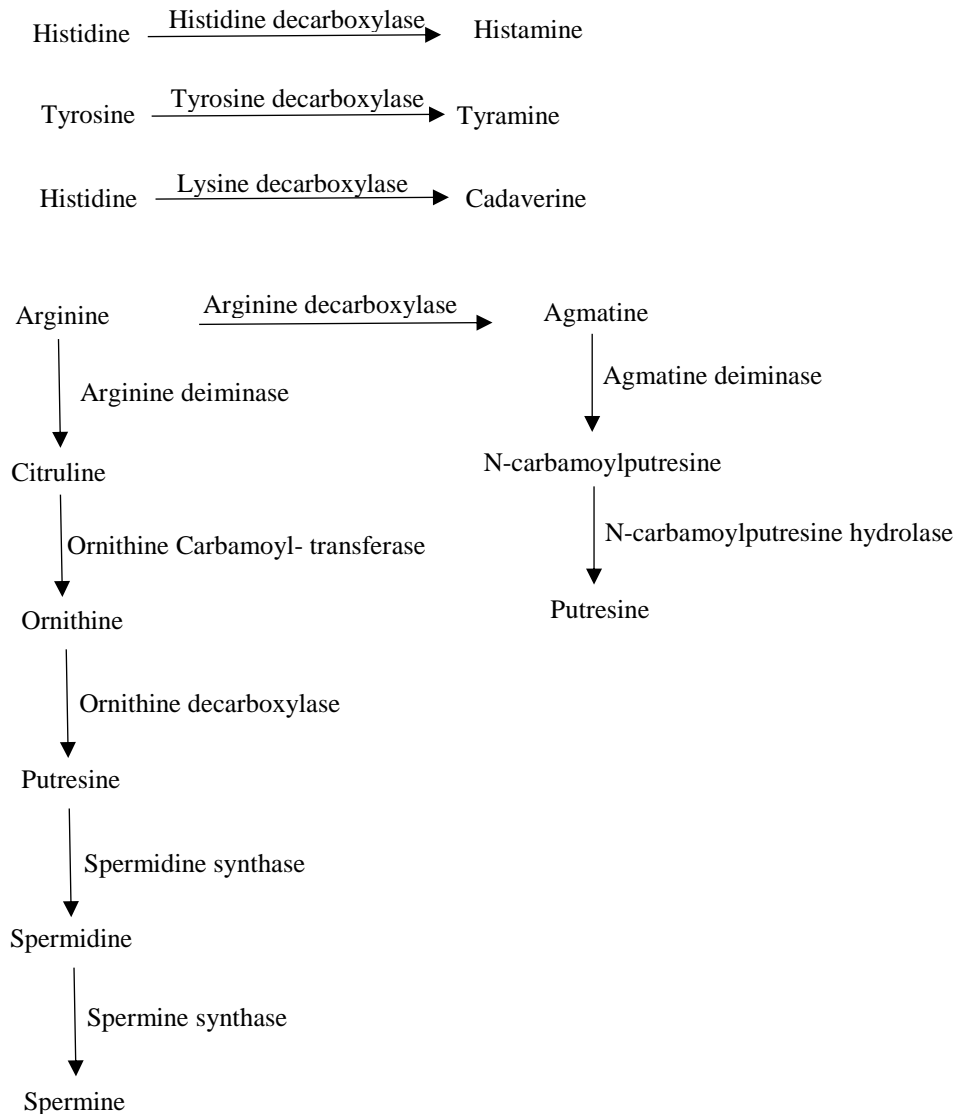 Histidine Histidine decarboxylase Histamine
Tyrosine Tyrosine decarboxylase Tyramine
Histidine Lysine decarboxylase Cadaverine
Arginine Arginine decarboxylase Agmatine
Arginine deiminase Agmatine deiminase
Citruline N-carbamoylputresine
Ornithine Carbamoyl- transferase N-carbamoylputresine hydrolase
Ornithine Putresine
Ornithine decarboxylase
Putresine
Spermidine synthase
Spermidine
Spermine synthase
Spermine